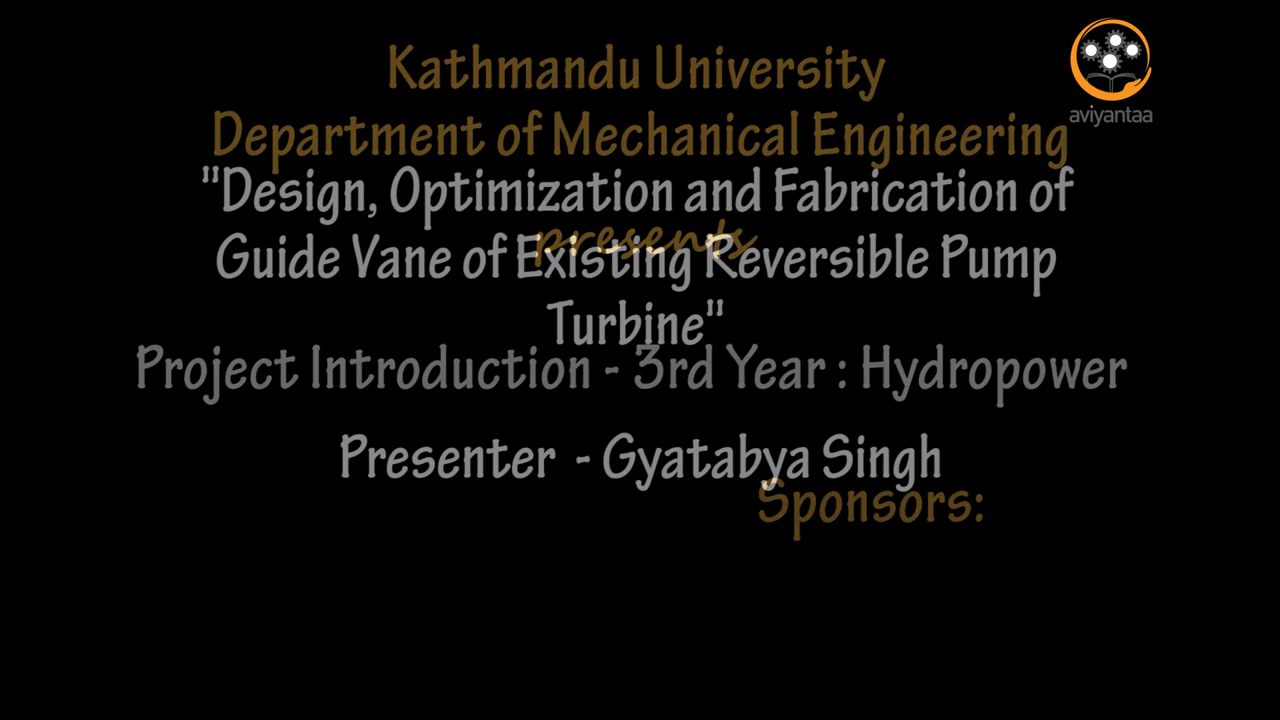 Kathmandu University
aviyantaa
Department of Mechanical Engineering
"Design, Optimization and Fabrication of
presents
Guide Vane of Existing Reversible Pump
Turbine"
Project Introduction - 3rd Year : Hydropower
Presenter - Gyatabya Singh
Sponsors: